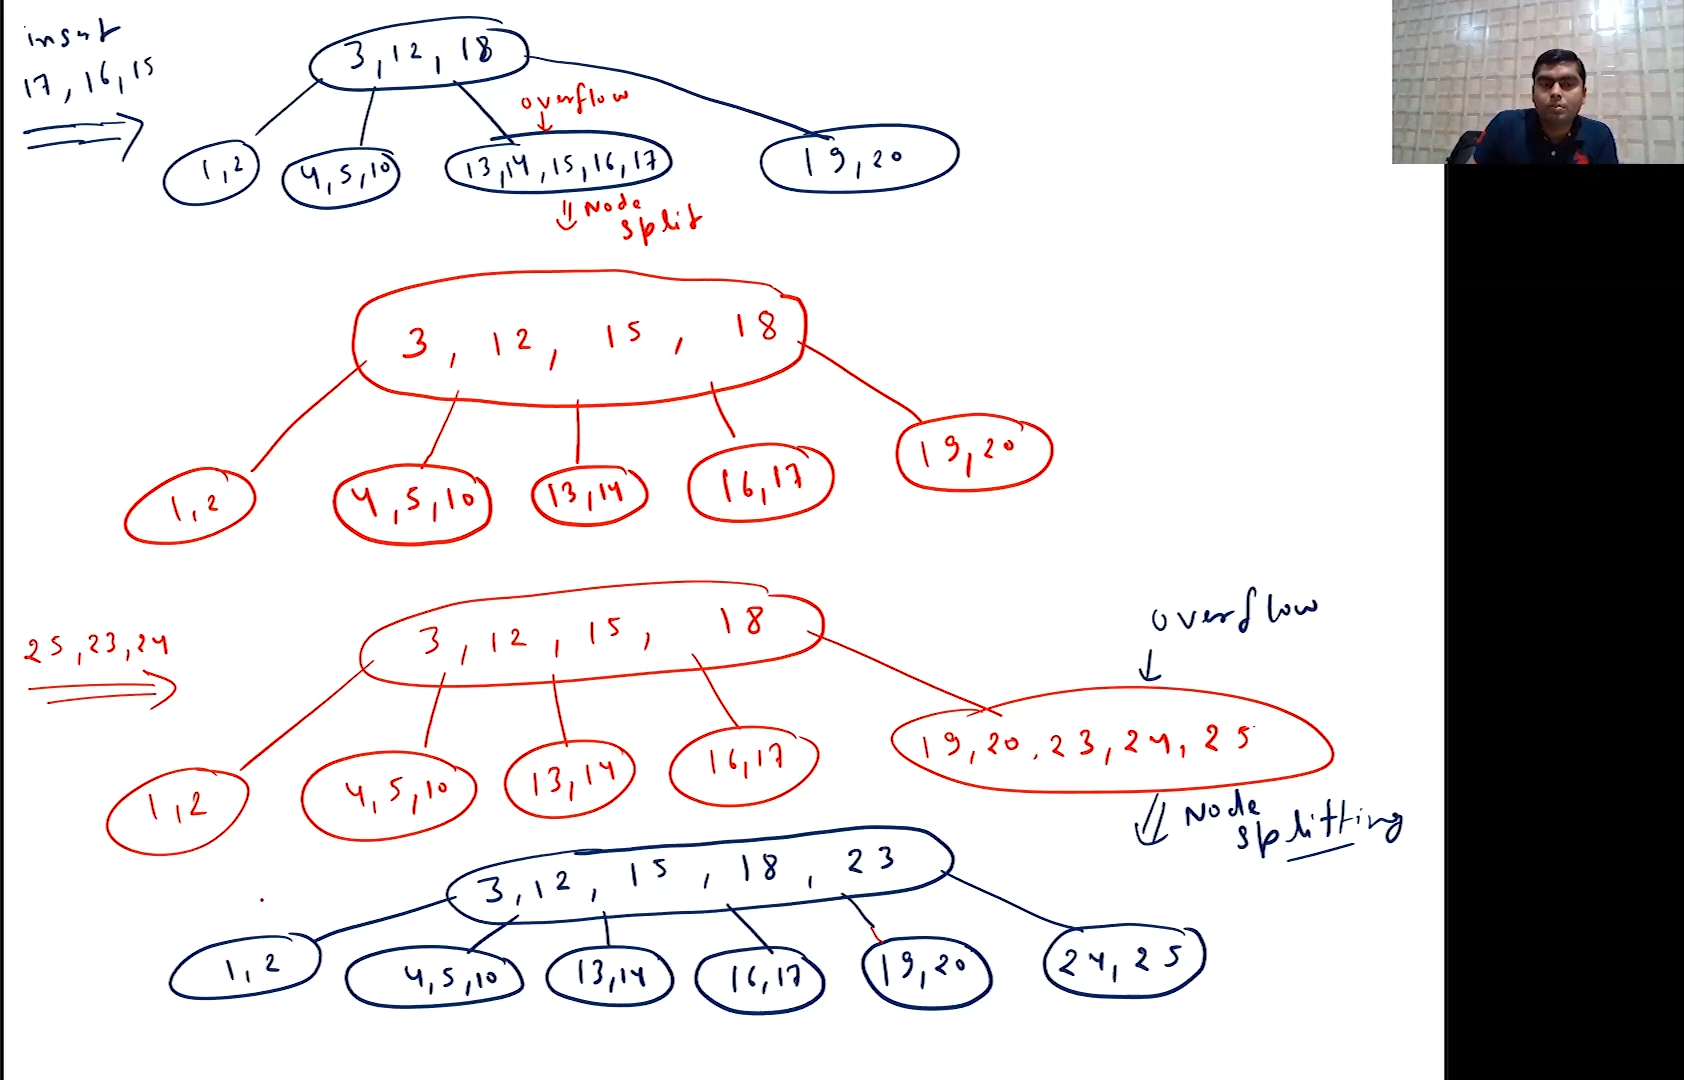 insert
17, 16, 15
3, 12, 18
overflow
1, 2
4, 5, 10
13, 14, 15, 16, 17
19, 20
Node
split
3, 12, 15, 18
1, 2
4, 5, 10
13, 14
16, 17
19, 20
25, 23, 24
3, 12, 15, 18
overflow
1, 2
4, 5, 10
13, 14
16, 17
19, 20, 23, 24, 25
Node
splitting
3, 12, 15, 18, 23
1, 2
4, 5, 10
13, 14
16, 17
19, 20
24, 25